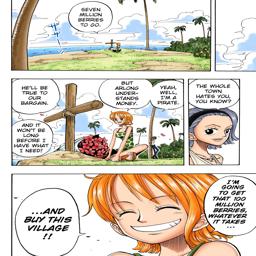 SEVEN
MILLION
BERRIES
TO GO.
THE WHOLE
TOWN
HATES YOU,
YOU KNOW?
YEAH,
WELL,
I'M A
PIRATE.
BUT
ARLONG
UNDER-
STANDS
MONEY.
HE'LL BE
TRUE TO
OUR
BARGAIN.
AND IT
WON'T BE
LONG
BEFORE I
HAVE WHAT
I NEED!
I'M
GOING TO
GET THAT
100
MILLION
BERRIES,
WHATEVER
IT TAKES
...
...AND
BUY THIS
VILLAGE
!!